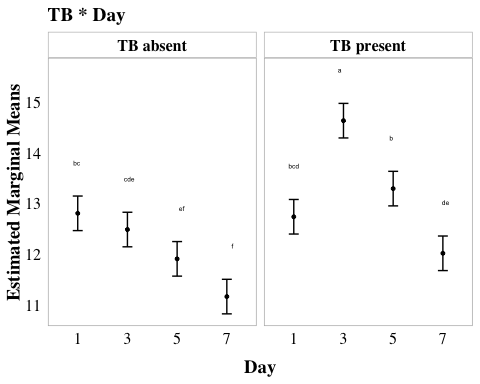 TB * Day
TB absent
TB present
Estimated Marginal Means
15
14
13
12
11
bc
cde
ef
f
bcd
a
b
de
1 3 5 7
1 3 5 7
Day